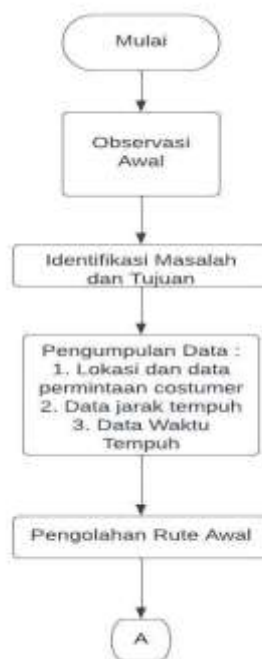 Mulai
Observasi
Awal
Identifikasi Masalah
dan Tujuan
Pengumpulan Data :
1. Lokasi dan data
permintaan costumer
2. Data jarak tempuh
3. Data Waktu
Tempuh
Pengolahan Rute Awal
A